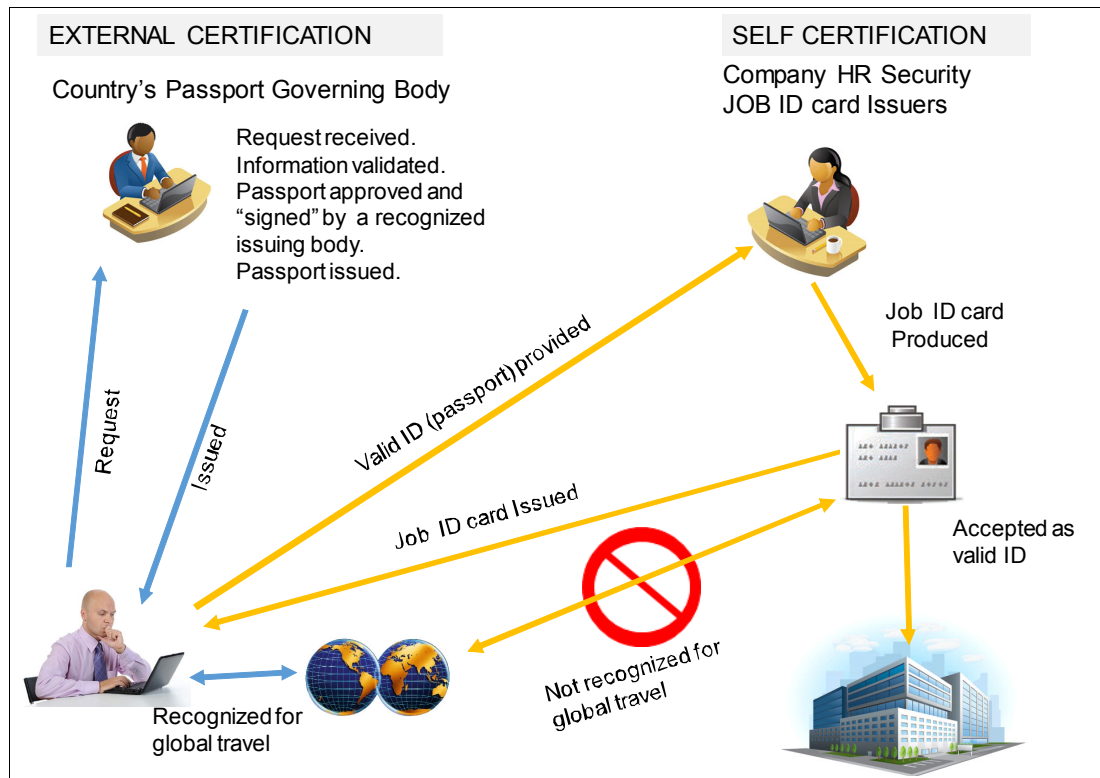 EXTERNAL CERTIFICATION
SELF CERTIFICATION
Country's Passport Governing Body
Company HR Security
JOB ID card Issuers
Request received.
Information validated.
Passport approved and
“signed” by a recognized
issuing body.
Passport issued.
Job ID card
Produced
Request
Issued
Valid ID (passport) provided
Job ID card Issued
Accepted as
valid ID
Not recognized for
global travel
Recognized for
global travel